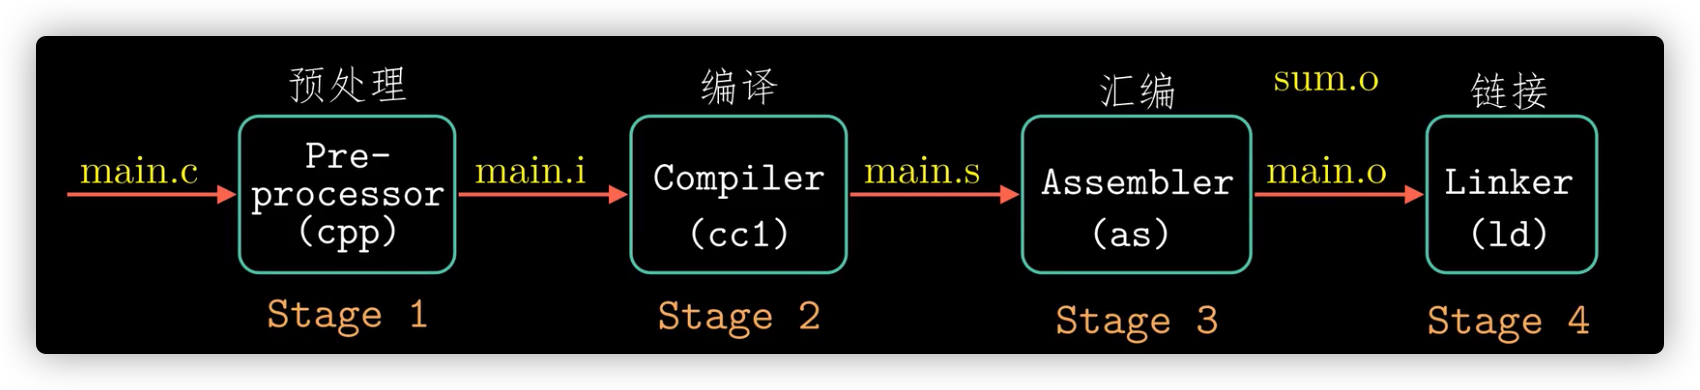 预处理
编译
汇编
sum.o
链接
main.c
Pre-
processor
(cpp)
main.i
Compiler
(cc1)
main.s
Assembler
(as)
main.o
Linker
(ld)
Stage 1
Stage 2
Stage 3
Stage 4